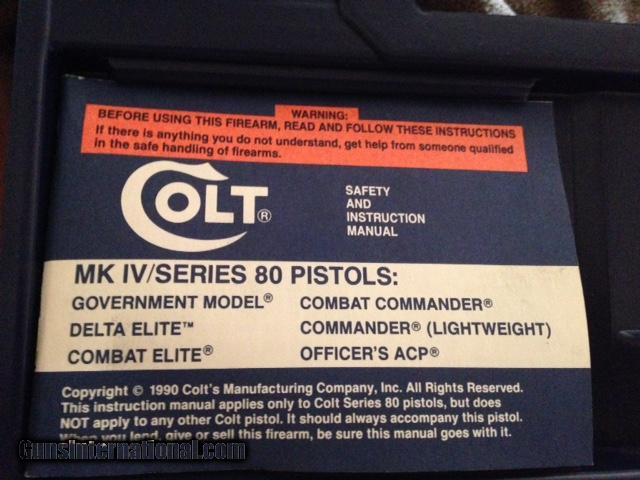 WARNING:
BEFORE USING THIS FIREARM, READ AND FOLLOW THESE INSTRUCTIONS
If there is anything you do not understand, get help from someone qualified
in the safe handling of firearms.
COLT®
SAFETY
AND
INSTRUCTION
MANUAL
MK IV/SERIES 80 PISTOLS:
GOVERNMENT MODEL® COMBAT COMMANDER®
DELTA ELITE™ COMMANDER® (LIGHTWEIGHT)
COMBAT ELITE® OFFICER'S ACP®
Copyright © 1990 Colt's Manufacturing Company, Inc. All Rights Reserved.
This instruction manual applies only to Colt Series 80 pistols, but does
NOT apply to any other Colt pistol. It should always accompany this pistol.
When you lend, give or sell this firearm, be sure this manual goes with it.
GunsInternational.com